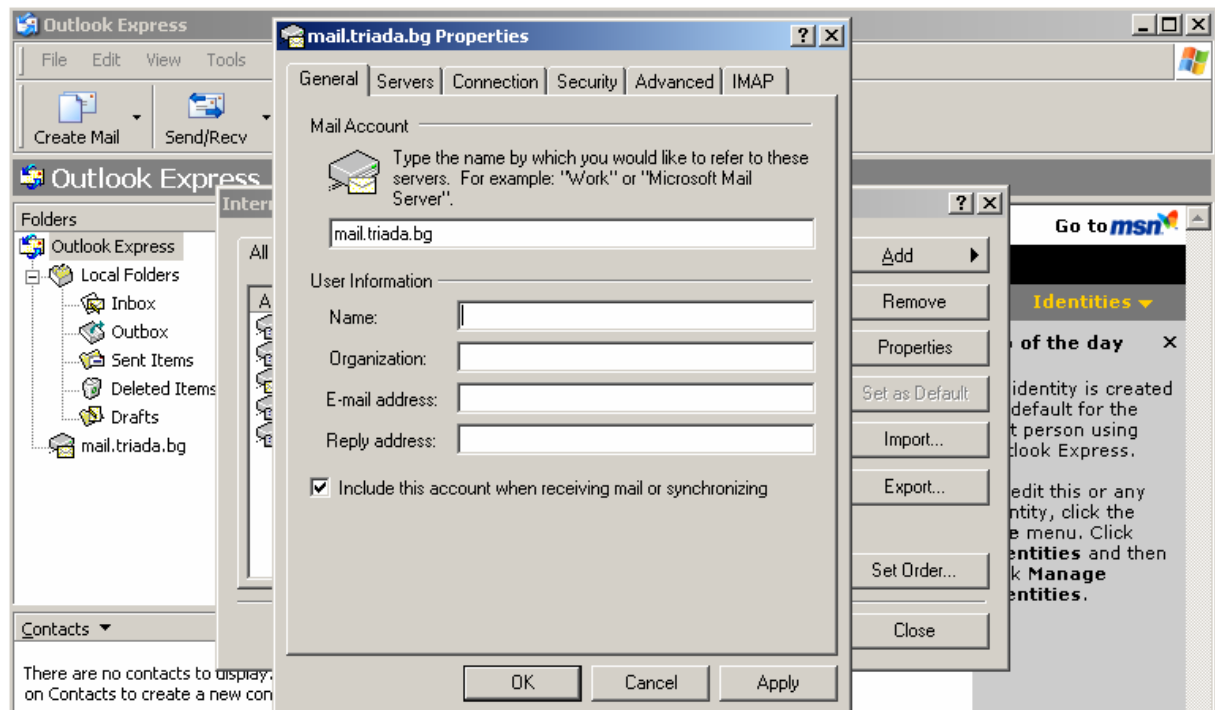 Outlook Express
File Edit View Tools
Create Mail
Send/Recv
Outlook Express
Folders
Outlook Express
Local Folders
Inbox
Outbox
Sent Items
Deleted Items
Drafts
mail.triada.bg
Contacts
There are no contacts to display.
on Contacts to create a new con
mail.triada.bg Properties
General Servers Connection Security Advanced IMAP
Mail Account
Type the name by which you would like to refer to these
servers. For example: "Work" or "Microsoft Mail
Server".
mail.triada.bg
User Information
Name:
Organization:
E-mail address:
Reply address:
Include this account when receiving mail or synchronizing
OK Cancel Apply
Intern
All
A
Add
Remove
Properties
Set as Default
Import...
Export...
Set Order...
Close
Go to msn
Identities
of the day
identity is created
default for the
person using
Express.
edit this or any
click the
menu. Click
and then
Manage